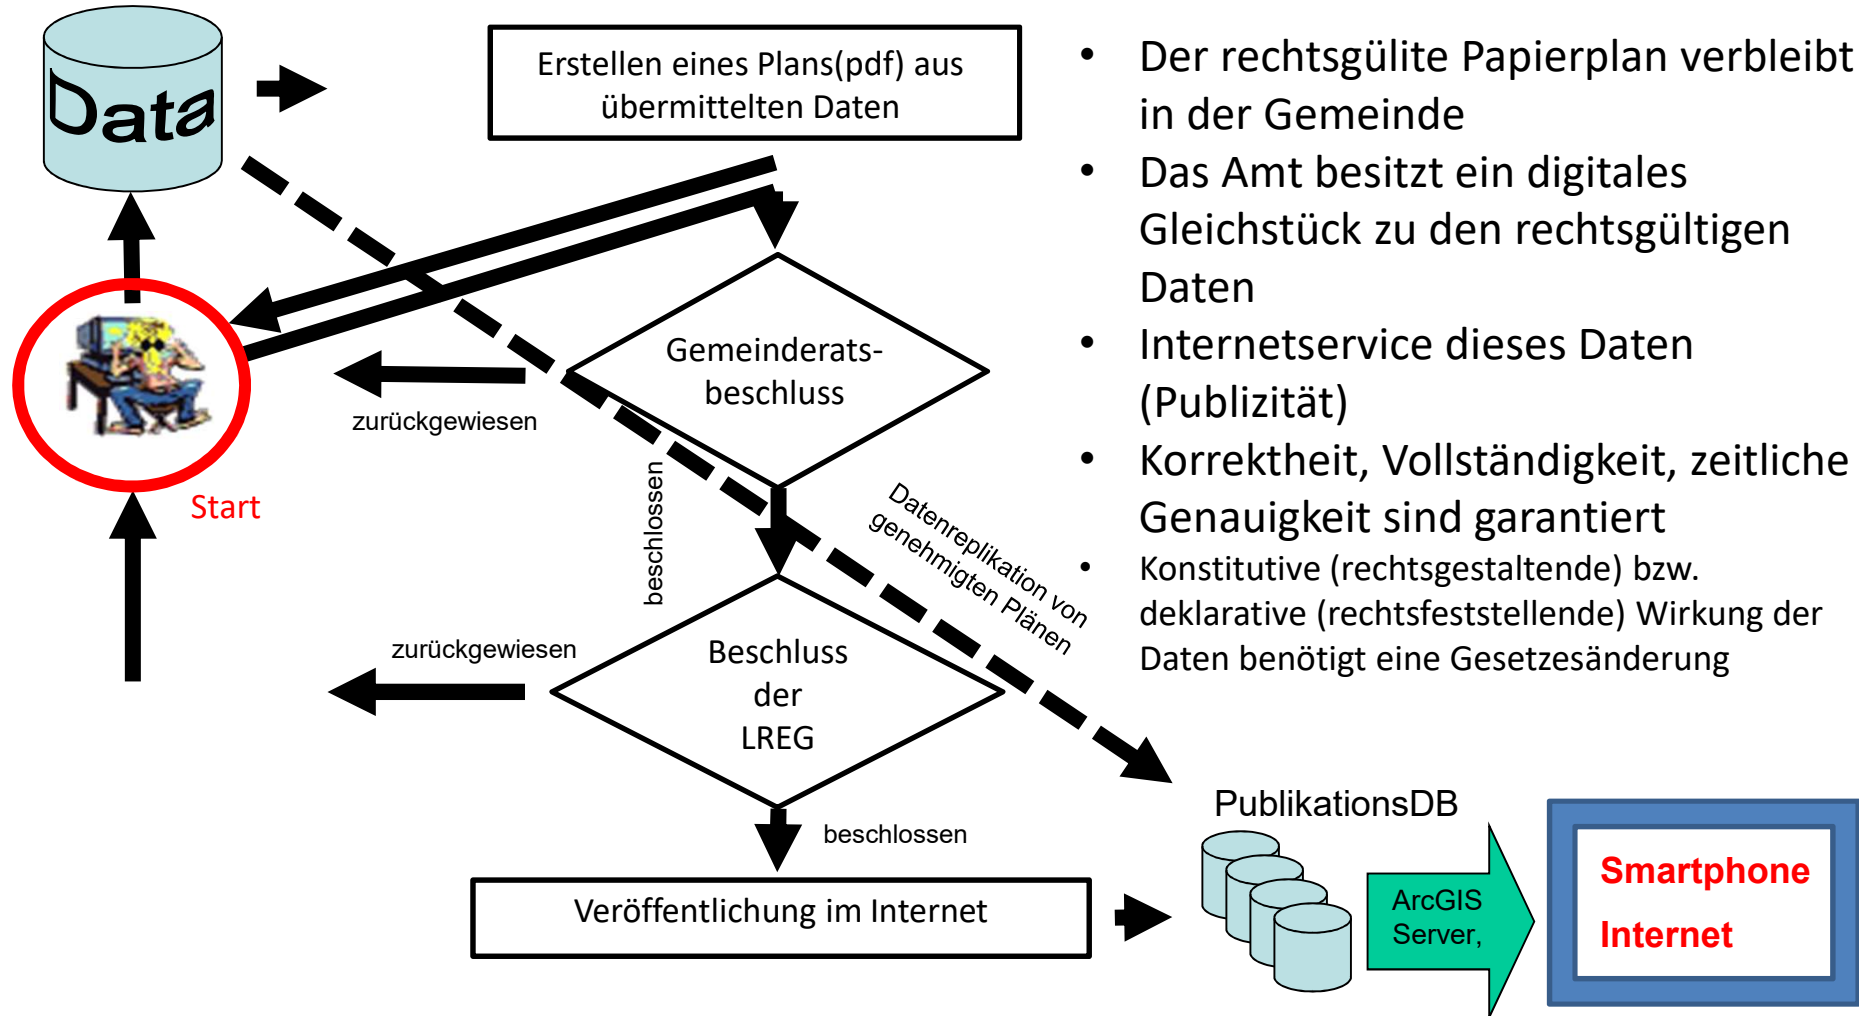 Data
Erstellen eines Plans(pdf) aus
übermittelten Daten
Gemeinderats-
beschluss
zurückgewiesen
Start
beschlossen
Datenreplikation von
genehmigten Plänen
zurückgewiesen
Beschluss
der
LREG
beschlossen
Veröffentlichung im Internet
PublikationsDB
ArcGIS
Server,
Smartphone
Internet
• Der rechtsgülite Papierplan verbleibt
in der Gemeinde
• Das Amt besitzt ein digitales
Gleichstück zu den rechtsgültigen
Daten
• Internetservice dieses Daten
(Publizität)
• Korrektheit, Vollständigkeit, zeitliche
Genauigkeit sind garantiert
• Konstitutive (rechtsgestaltende) bzw.
deklarative (rechtsfeststellende) Wirkung der
Daten benötigt eine Gesetzesänderung